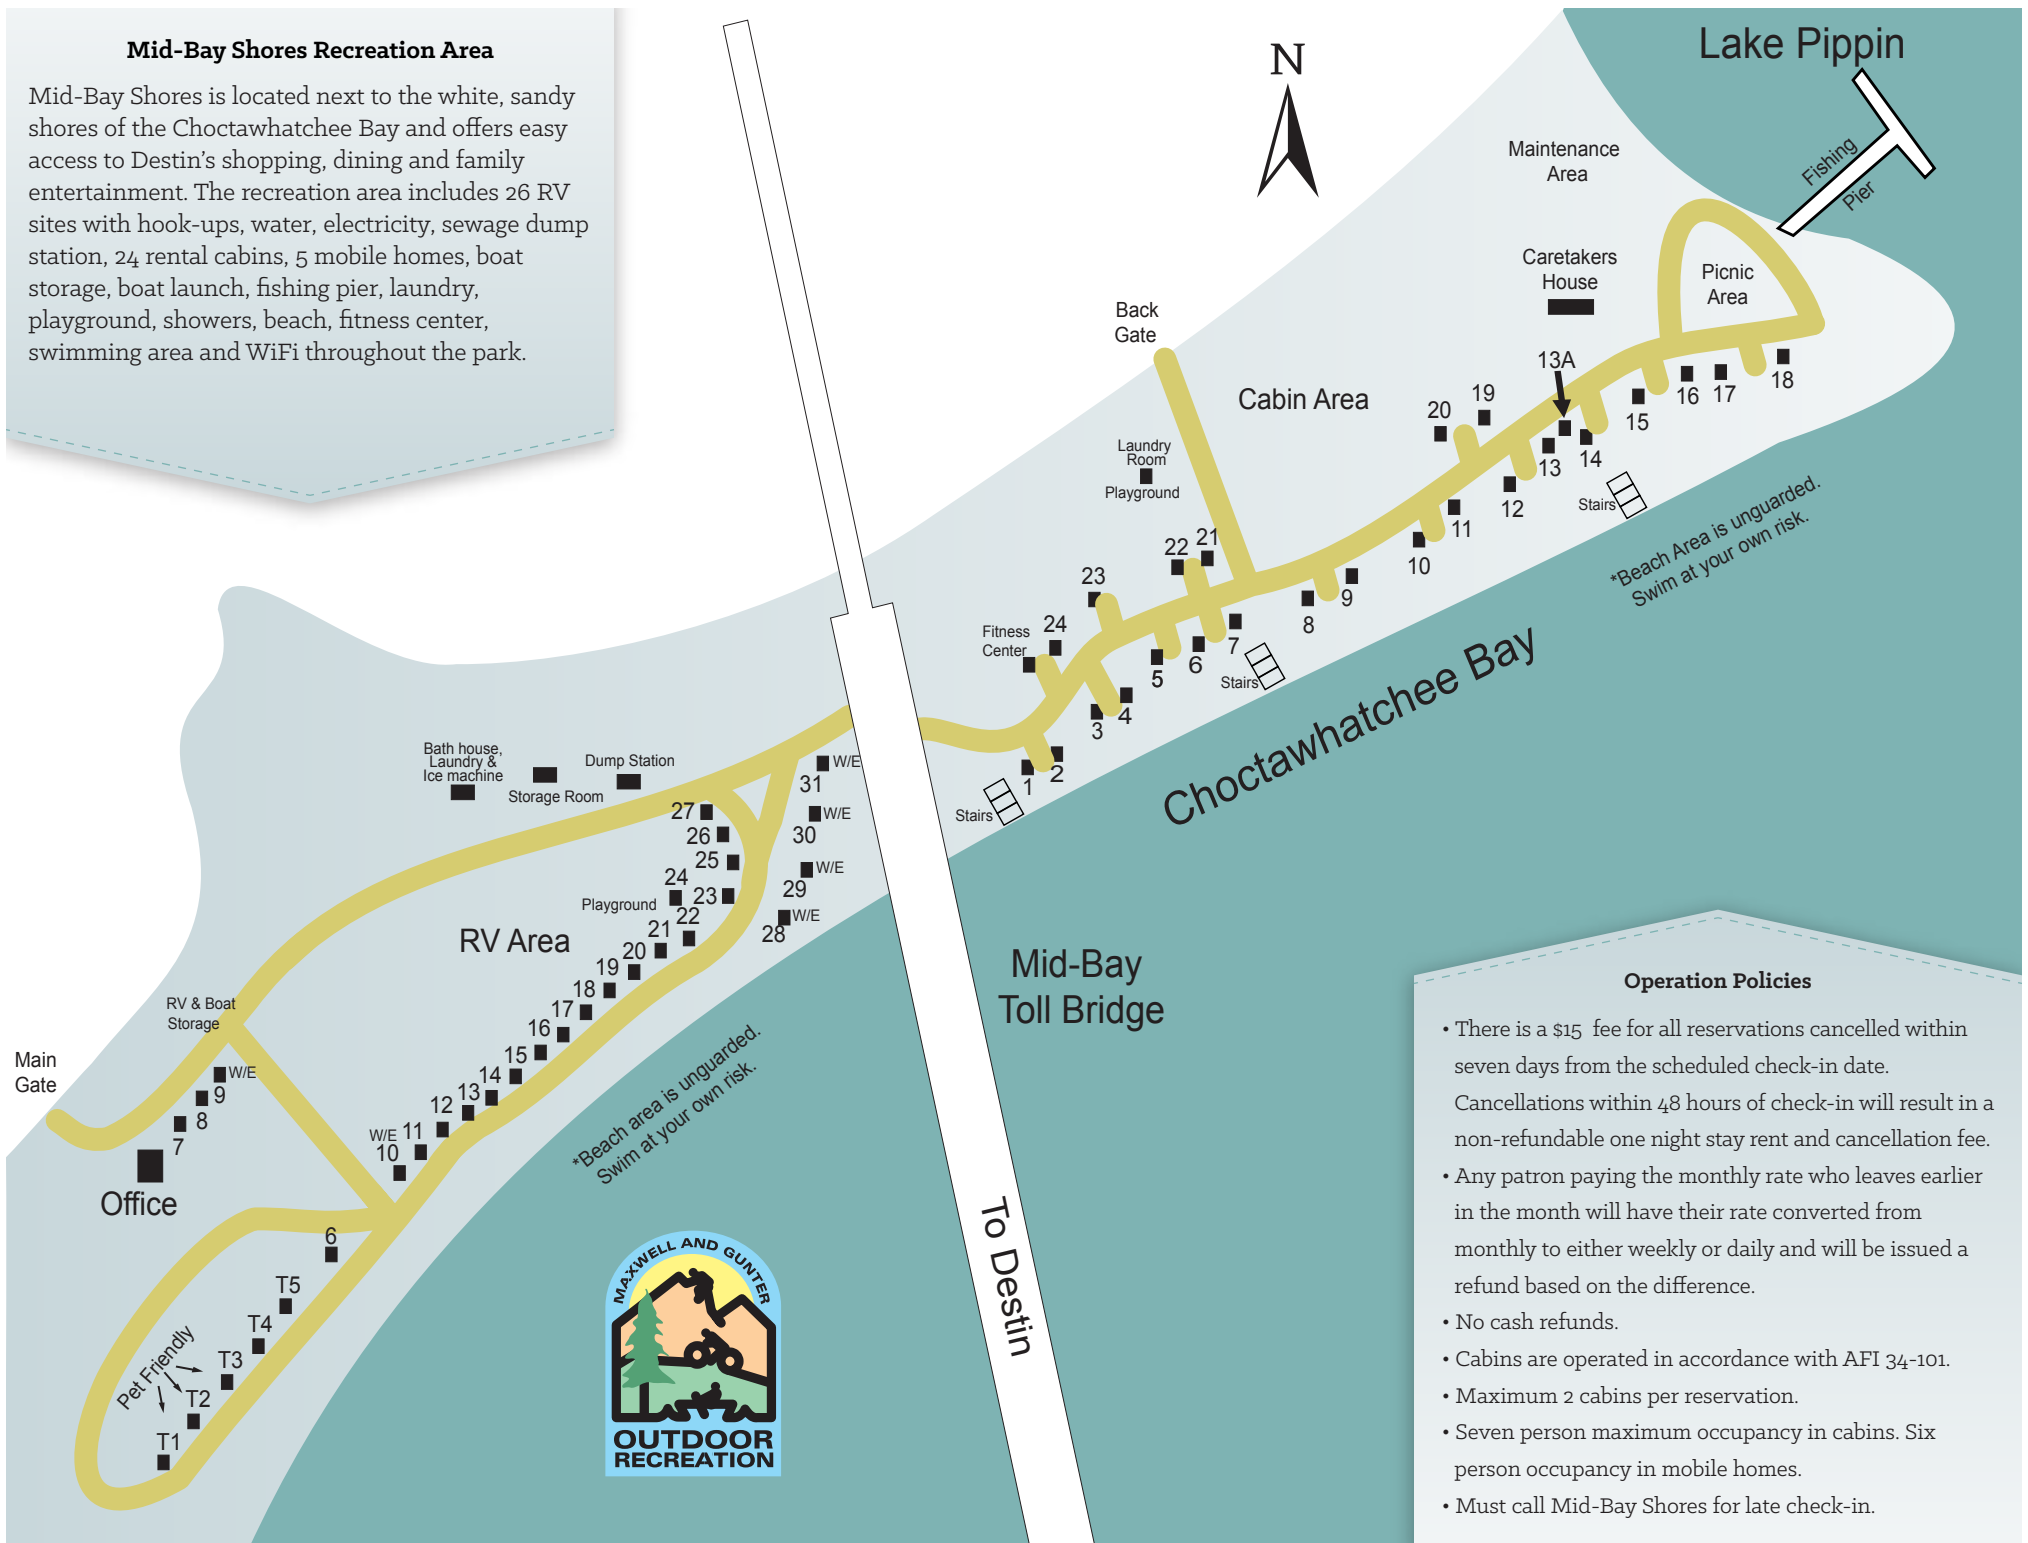 Mid-Bay Shores Recreation Area
Mid-Bay Shores is located next to the white, sandy
shores of the Choctawhatchee Bay and offers easy
access to Destin's shopping, dining and family
entertainment. The recreation area includes 26 RV
sites with hook-ups, water, electricity, sewage dump
station, 24 rental cabins, 5 mobile homes, boat
storage, boat launch, fishing pier, laundry,
playground, showers, beach, fitness center,
swimming area and WiFi throughout the park.
N
Lake Pippin
Fishing
Pier
Maintenance
Area
Caretakers
House
Picnic
Area
Back
Gate
Cabin Area
13A
20
19
18
17
16
15
14
13
12
11
10
Stairs
*Beach Area is unguarded.
Swim at your own risk.
Laundry
Room
Playground
22
21
23
24
Fitness
Center
9
8
7
6
5
4
3
2
1
Stairs
Stairs
Choctawhatchee Bay
Bath house,
Laundry &
Ice machine
Storage Room
Dump Station
31
W/E
30
W/E
29
W/E
28
W/E
27
26
25
24
23
22
21
20
19
18
17
16
15
14
13
12
11
W/E
10
Playground
RV Area
RV & Boat
Storage
Main
Gate
W/E
9
8
7
Office
6
T5
T4
T3
T2
T1
Pet Friendly
*Beach area is unguarded.
Swim at your own risk.
Mid-Bay
Toll Bridge
To Destin
MAXWELL AND GUNTER
OUTDOOR
RECREATION
Operation Policies
• There is a $15 fee for all reservations cancelled within
seven days from the scheduled check-in date.
Cancellations within 48 hours of check-in will result in a
non-refundable one night stay rent and cancellation fee.
• Any patron paying the monthly rate who leaves earlier
in the month will have their rate converted from
monthly to either weekly or daily and will be issued a
refund based on the difference.
• No cash refunds.
• Cabins are operated in accordance with AFI 34-101.
• Maximum 2 cabins per reservation.
• Seven person maximum occupancy in cabins. Six
person occupancy in mobile homes.
• Must call Mid-Bay Shores for late check-in.